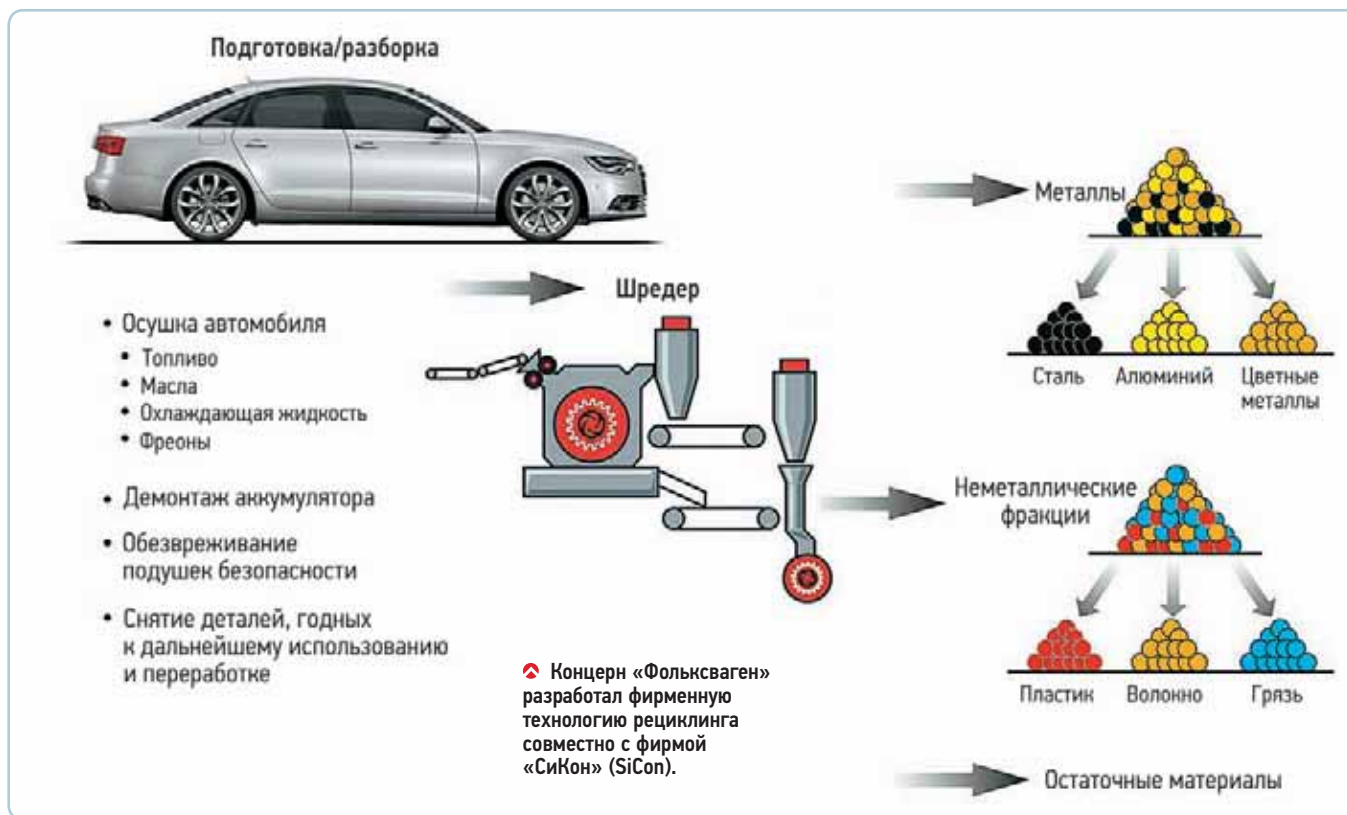 Подготовка/разборка
• Осушка автомобиля
• Топливо
• Масла
• Охлаждающая жидкость
• Фреоны
• Демонтаж аккумулятора
• Обезвреживание
подушек безопасности
• Снятие деталей, годных
к дальнейшему использованию
и переработке
Шредер
Концерн «Фольксваген»
разработал фирменную
технологию рециклинга
совместно с фирмой
«СиКон» (SiCon).
Металлы
Сталь
Алюминий
Цветные
металлы
Неметаллические
фракции
Пластик
Волокно
Грязь
Остаточные материалы